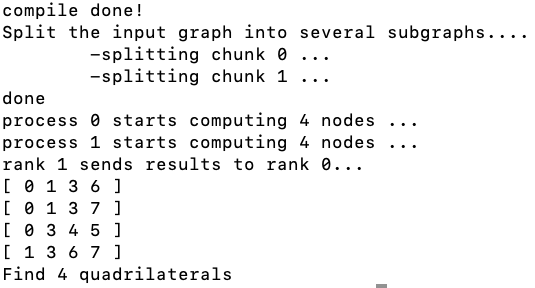 compile done!
Split the input graph into several subgraphs....
-splitting chunk 0 ...
-splitting chunk 1 ...
done
process 0 starts computing 4 nodes ...
process 1 starts computing 4 nodes ...
rank 1 sends results to rank 0...
[ 0 1 3 6 ]
[ 0 1 3 7 ]
[ 0 3 4 5 ]
[ 1 3 6 7 ]
Find 4 quadrilaterals